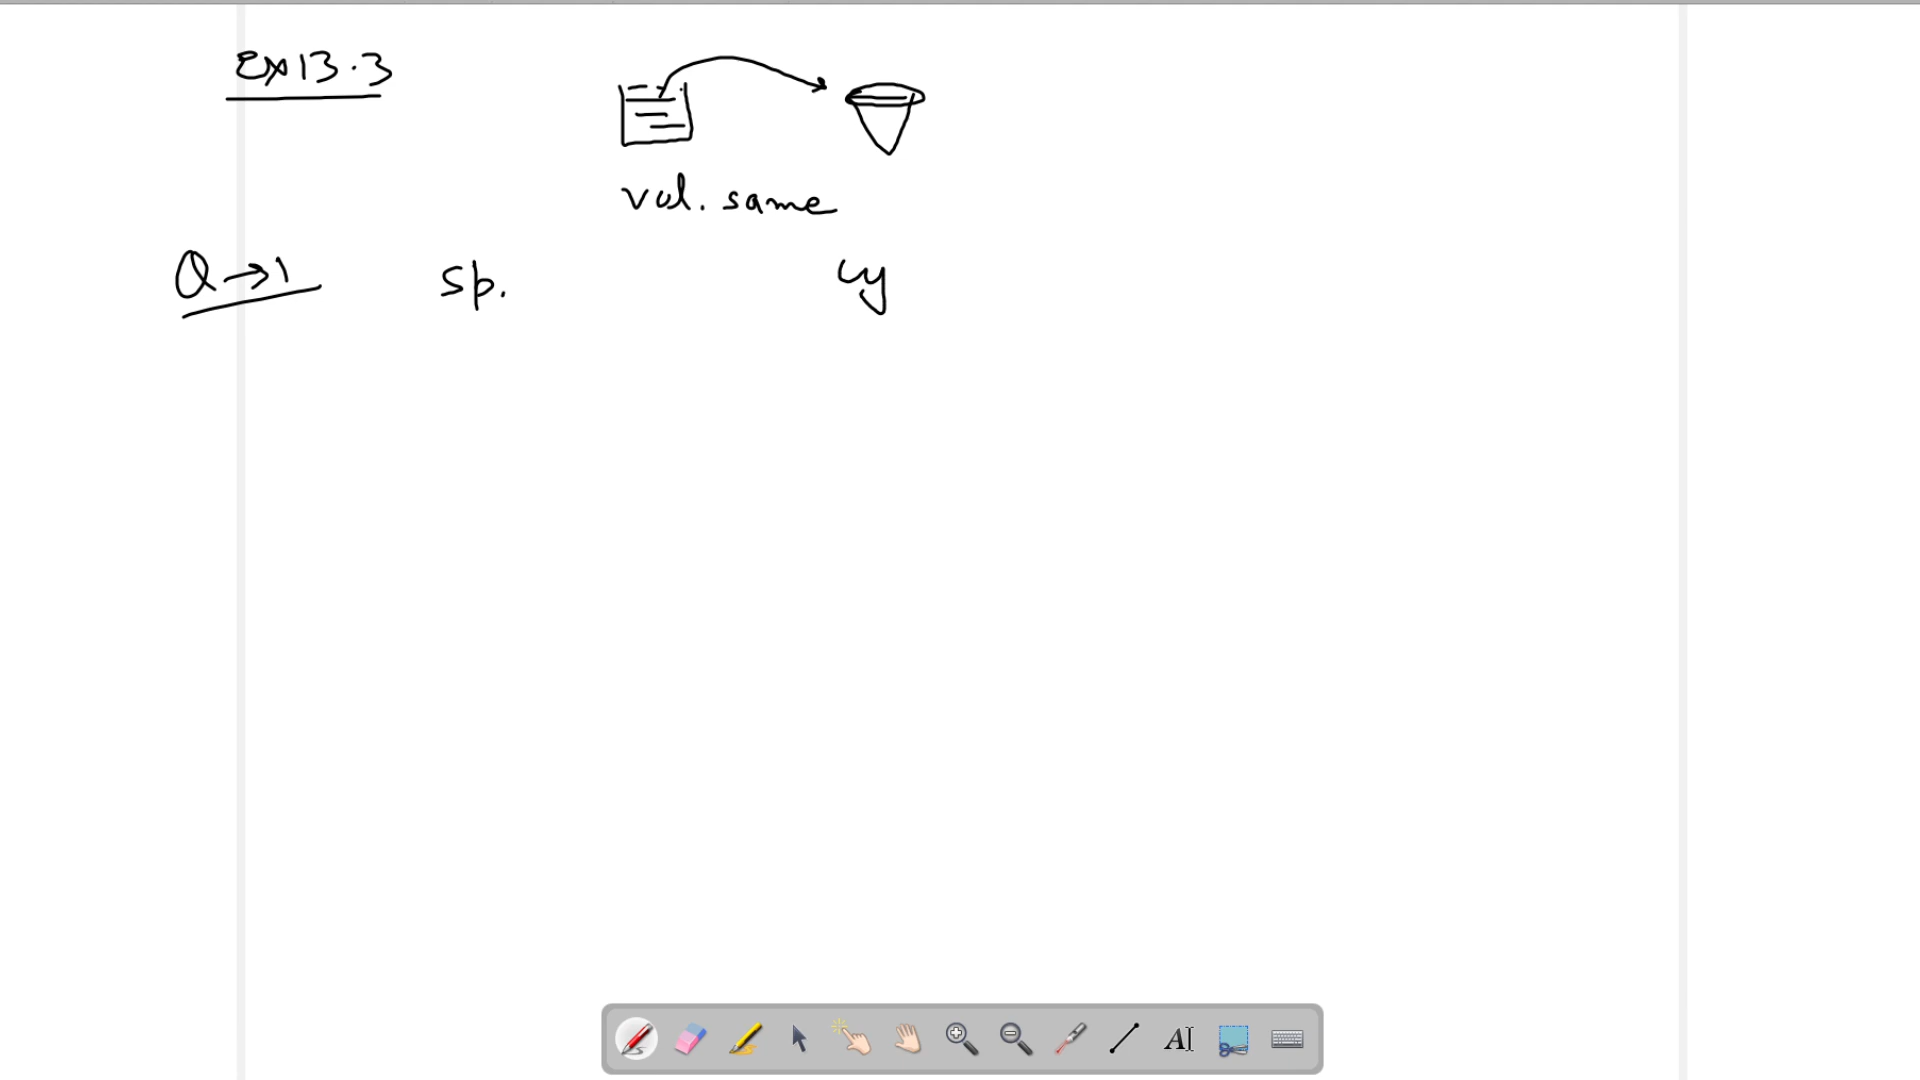 Ex 13.3
vol. same
Q → 1 sp. cy